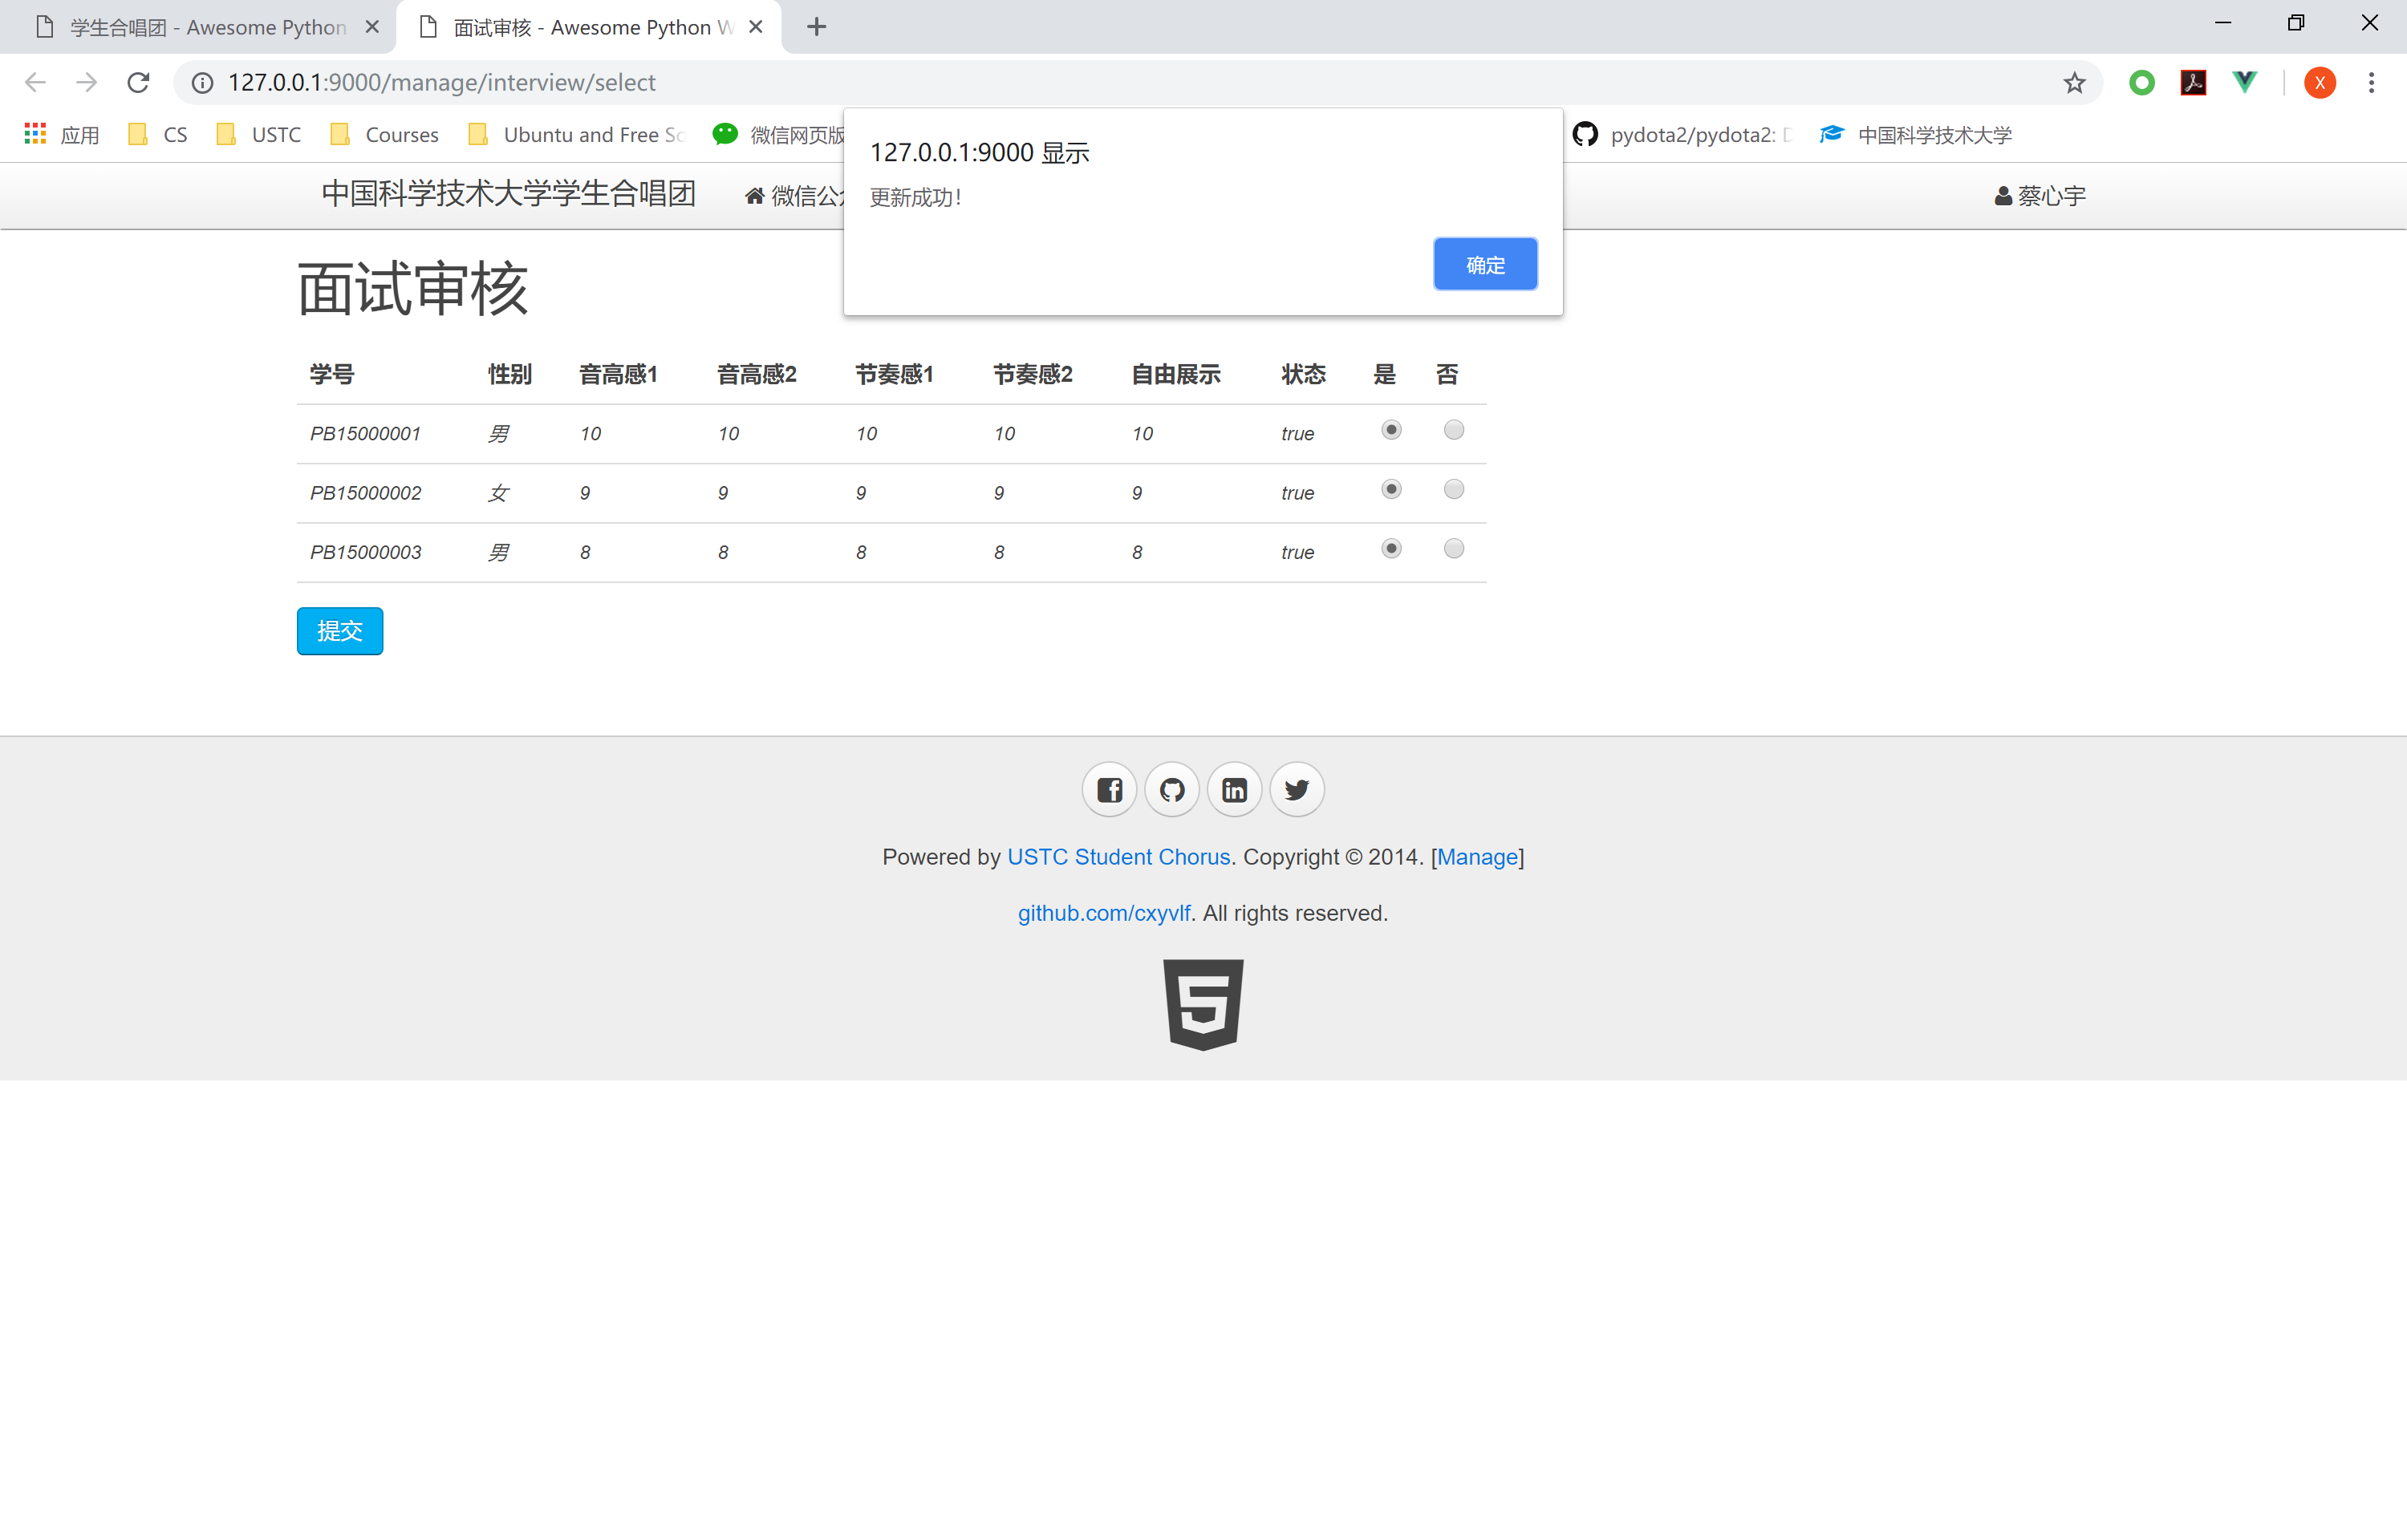 学生合唱团 - Awesome Python
面试审核 - Awesome Python W
127.0.0.1:9000/manage/interview/select
X
应用 CS USTC Courses Ubuntu and Free So 微信网页版 pydota2/pydota2: D 中国科学技术大学
127.0.0.1:9000 显示
更新成功！
确定
中国科学技术大学学生合唱团 微信公众 蔡心宇
面试审核
学号 性别 音高感1 音高感2 节奏感1 节奏感2 自由展示 状态 是 否
PB15000001 男 10 10 10 10 10 true
PB15000002 女 9 9 9 9 9 true
PB15000003 男 8 8 8 8 8 true
提交
Powered by USTC Student Chorus. Copyright © 2014. [Manage]
github.com/cxyvlf. All rights reserved.